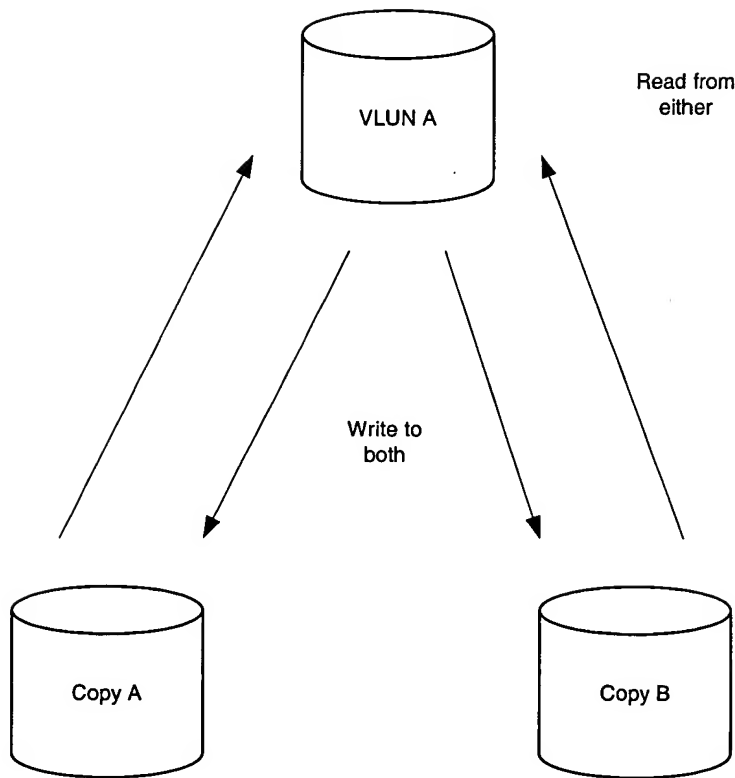 VLUN A
Read from
either
Write to
both
Copy A
Copy B